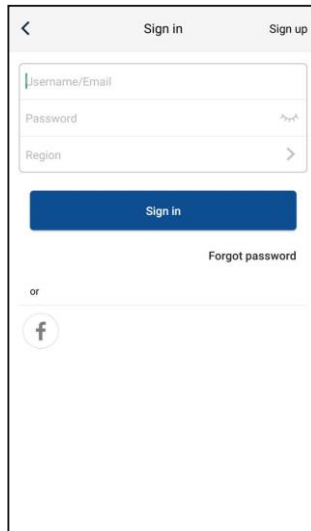 Sign in
Sign up
Username/Email
Password
Region
Sign in
Forgot password
or
f